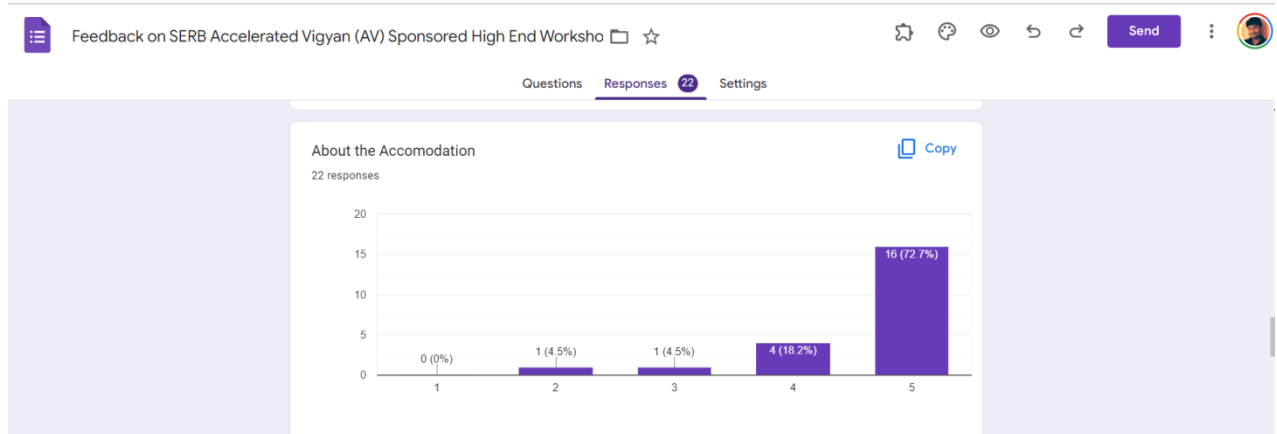 Feedback on SERB Accelerated Vigyan (AV) Sponsored High End Worksho
Send
Questions Responses 22 Settings
About the Accomodation
Copy
22 responses
20
15
10
5
0
0 (0%)
1 (4.5%)
1 (4.5%)
4 (18.2%)
16 (72.7%)
1 2 3 4 5